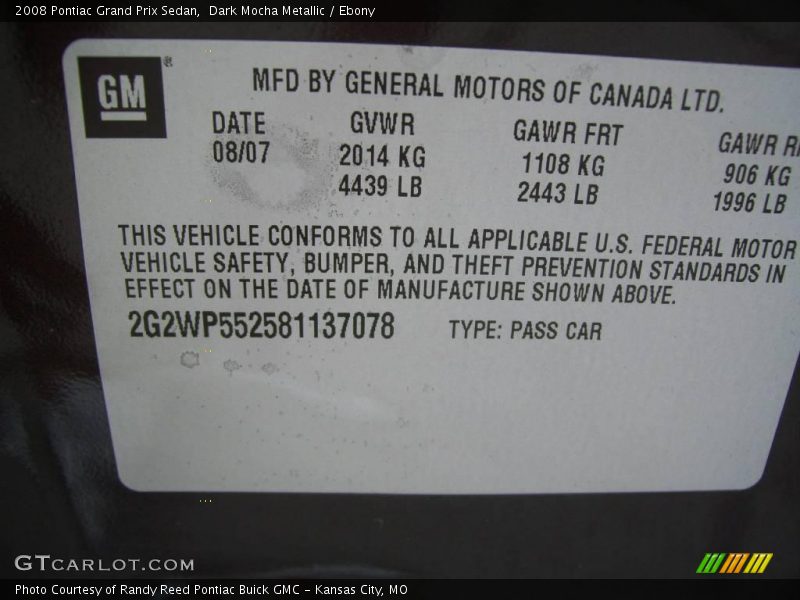 2008 Pontiac Grand Prix Sedan,  Dark Mocha Metallic / Ebony
GM®
MFD BY GENERAL MOTORS OF CANADA LTD.
DATE GVWR GAWR FRT GAWR
08/07 2014 KG 1108 KG 906 KG
4439 LB 2443 LB 1996 LB
THIS VEHICLE CONFORMS TO ALL APPLICABLE U.S. FEDERAL MOTOR
VEHICLE SAFETY, BUMPER, AND THEFT PREVENTION STANDARDS IN
EFFECT ON THE DATE OF MANUFACTURE SHOWN ABOVE.
2G2WP552581137078 TYPE: PASS CAR
GTCARLOT.COM
Photo Courtesy of Randy Reed Pontiac Buick GMC - Kansas City, MO